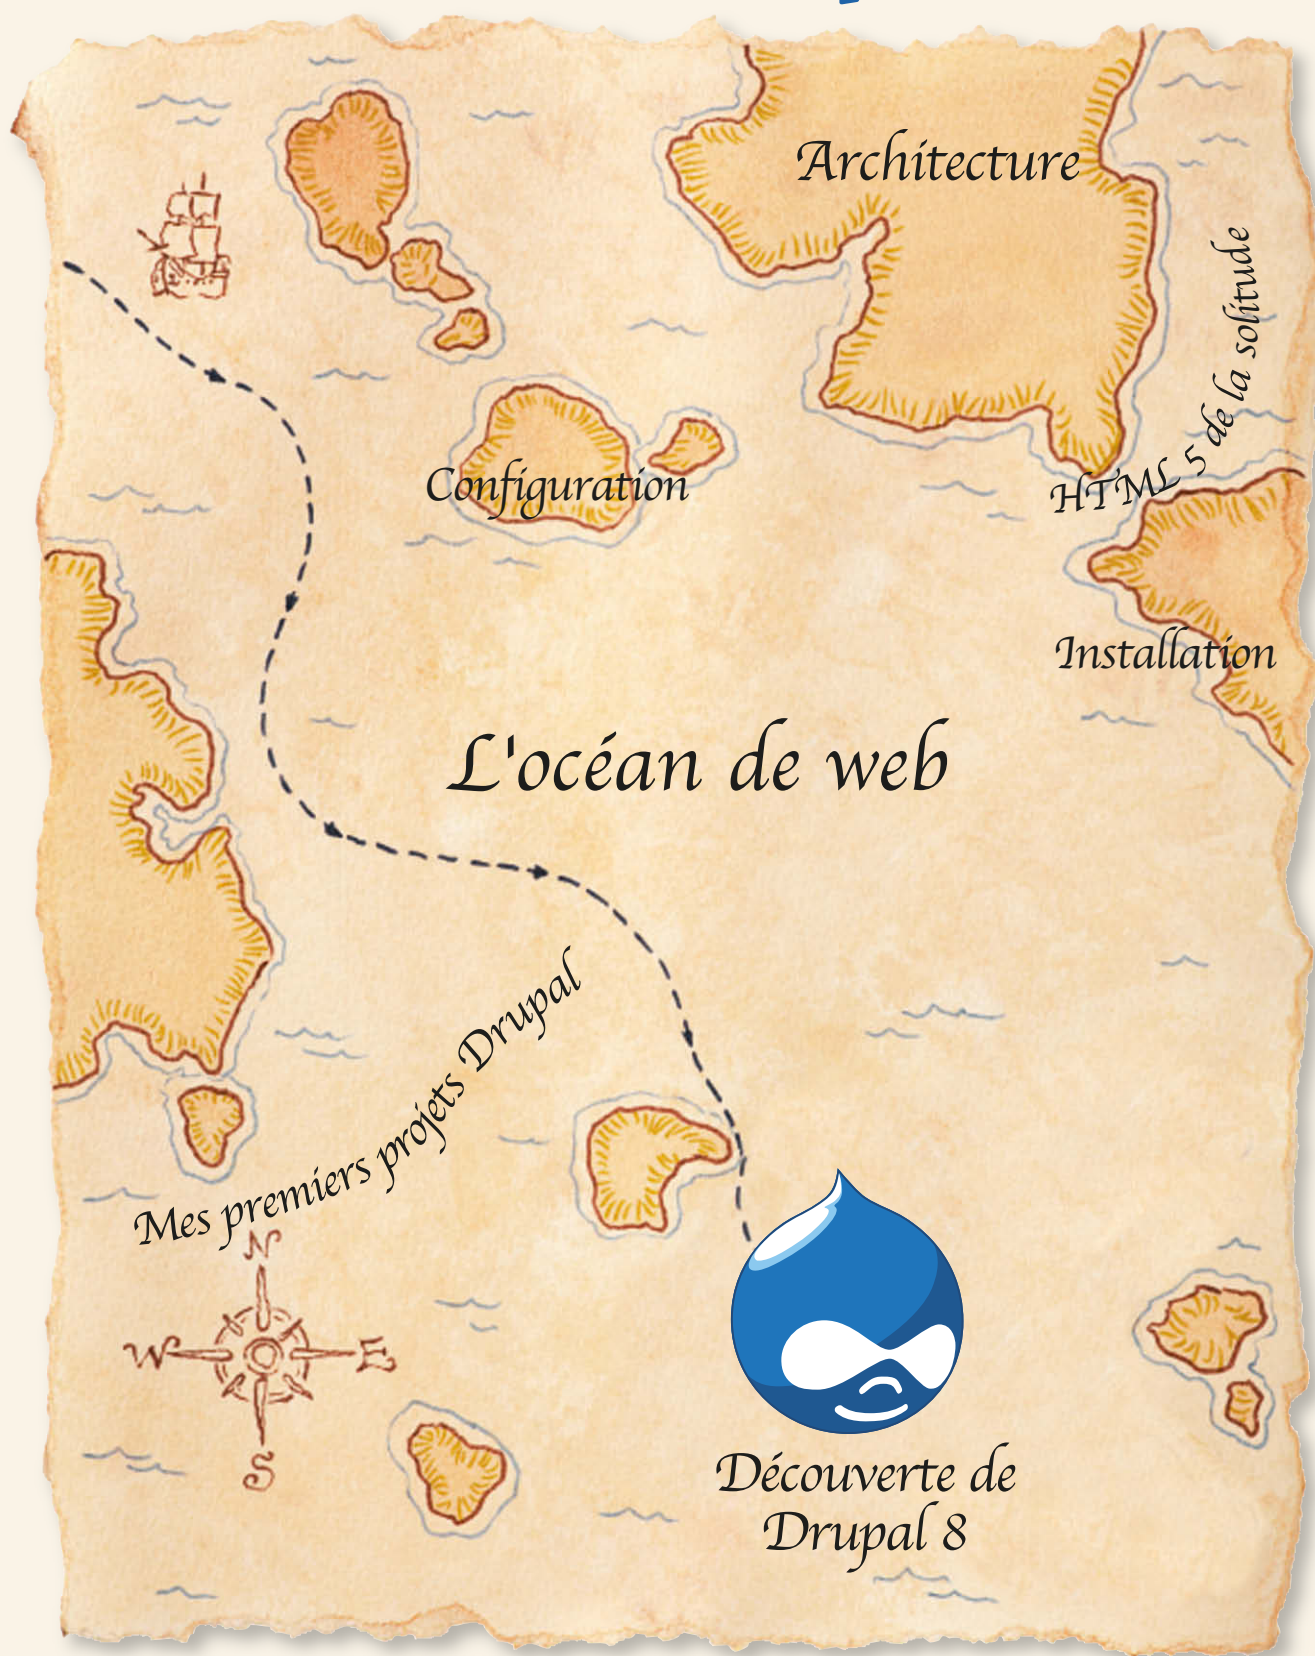 Architecture
HTML 5 de la solitude
Configuration
Installation
L'océan de web
Mes premiers projets Drupal
N
W
E
S
Découverte de
Drupal 8